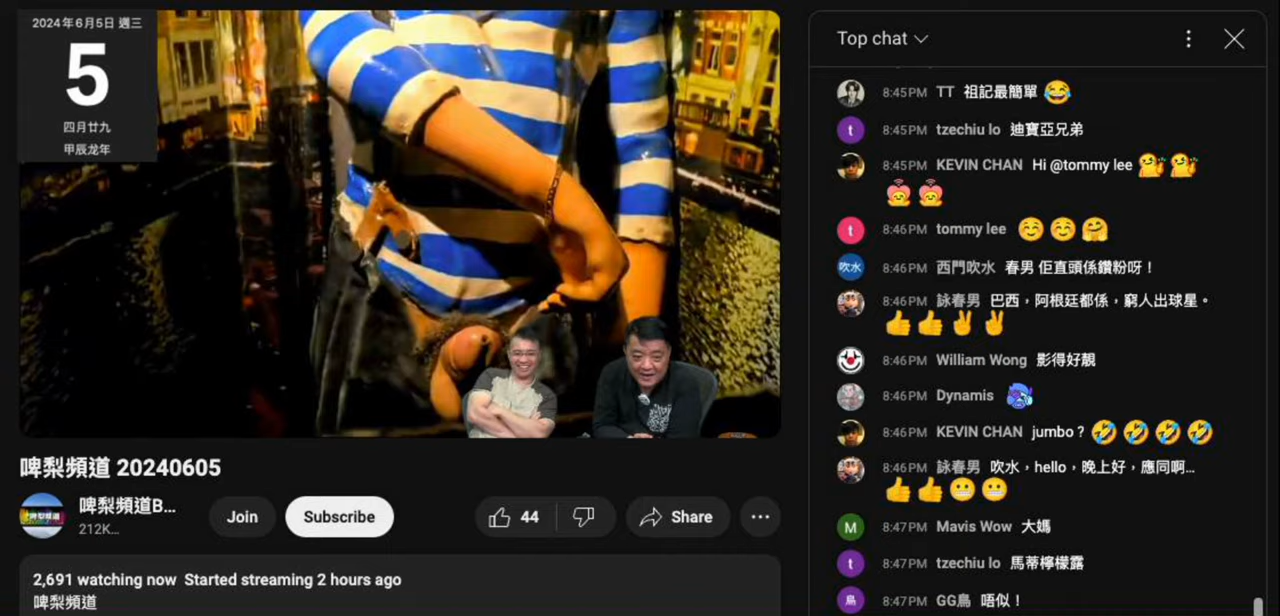 2024年6月5日 週三
5
四月廿九
甲辰龙年
啤梨頻道 20240605
啤梨頻道B...
212K...
Join
Subscribe
44
Share
2,691 watching now Started streaming 2 hours ago
啤梨頻道
Top chat
8:45PM TT 祖記最簡單
t 8:45PM tzechiu lo 迪寶亞兄弟
8:45PM KEVIN CHAN Hi @tommy lee
t 8:46PM tommy lee
吹水 8:46PM 西門吹水 春男 佢直頭係鑽粉呀！
8:46PM 詠春男 巴西，阿根廷都係，窮人出球星。
8:46PM William Wong 影得好靚
8:46PM Dynamis
8:46PM KEVIN CHAN jumbo ?
8:46PM 詠春男 吹水，hello，晚上好，應同啊...
M 8:47PM Mavis Wow 大媽
t 8:47PM tzechiu lo 馬蒂檸檬露
鳥 8:47PM GG鳥 唔似！